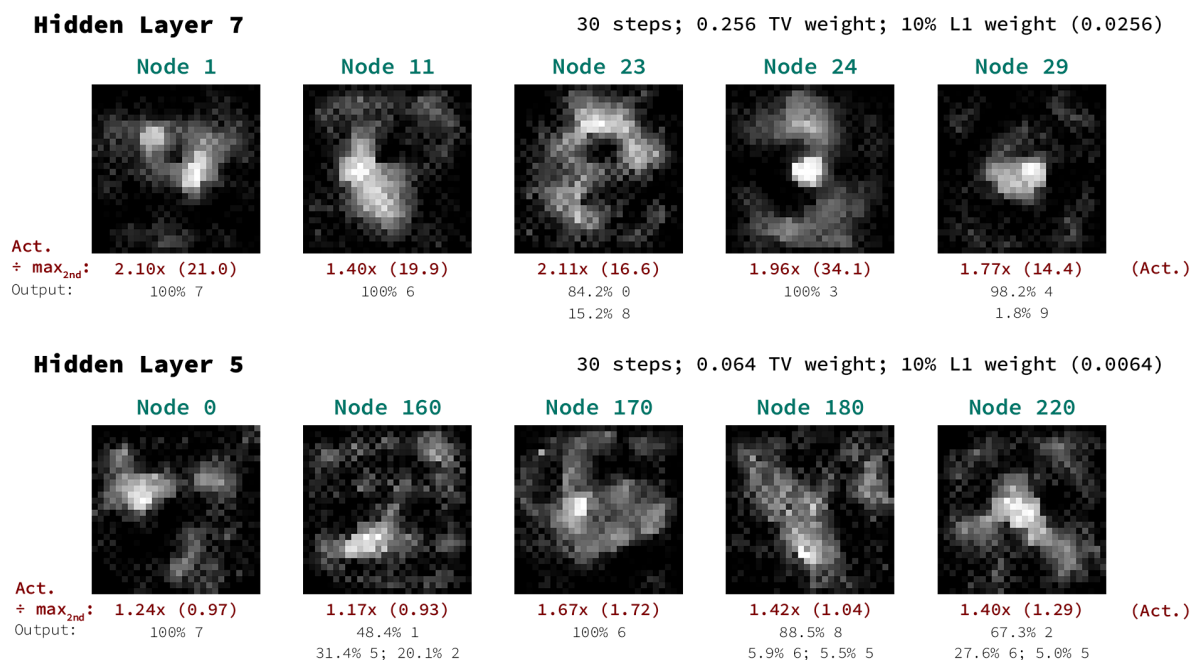 Hidden Layer 7 30 steps; 0.256 TV weight; 10% L1 weight (0.0256)
Node 1 Node 11 Node 23 Node 24 Node 29
Act.
÷ max2nd: 2.10x (21.0) 1.40x (19.9) 2.11x (16.6) 1.96x (34.1) 1.77x (14.4) (Act.)
Output: 100% 7 100% 6 84.2% 0 100% 3 98.2% 4
15.2% 8 1.8% 9
Hidden Layer 5 30 steps; 0.064 TV weight; 10% L1 weight (0.0064)
Node 0 Node 160 Node 170 Node 180 Node 220
Act.
÷ max2nd: 1.24x (0.97) 1.17x (0.93) 1.67x (1.72) 1.42x (1.04) 1.40x (1.29) (Act.)
Output: 100% 7 48.4% 1 100% 6 88.5% 8 67.3% 2
31.4% 5; 20.1% 2 5.9% 6; 5.5% 5 27.6% 6; 5.0% 5